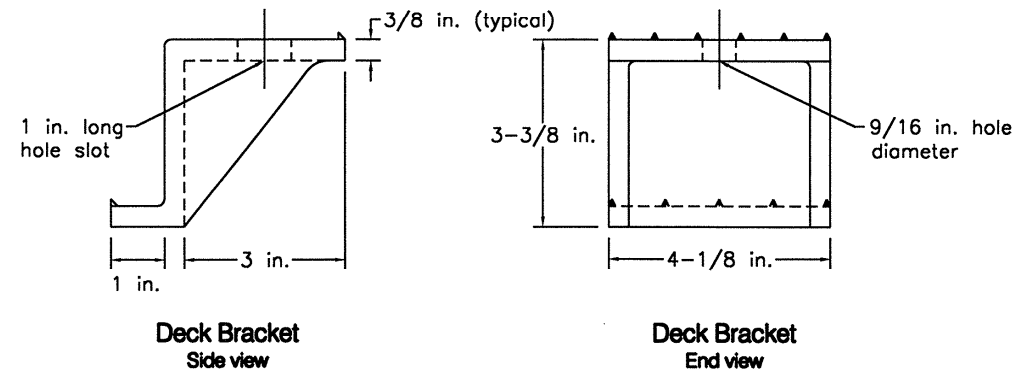 3/8 in. (typical)
1 in. long
hole slot
3-3/8 in.
9/16 in. hole
diameter
3 in.
1 in.
4-1/8 in.
Deck Bracket
Side view
Deck Bracket
End view